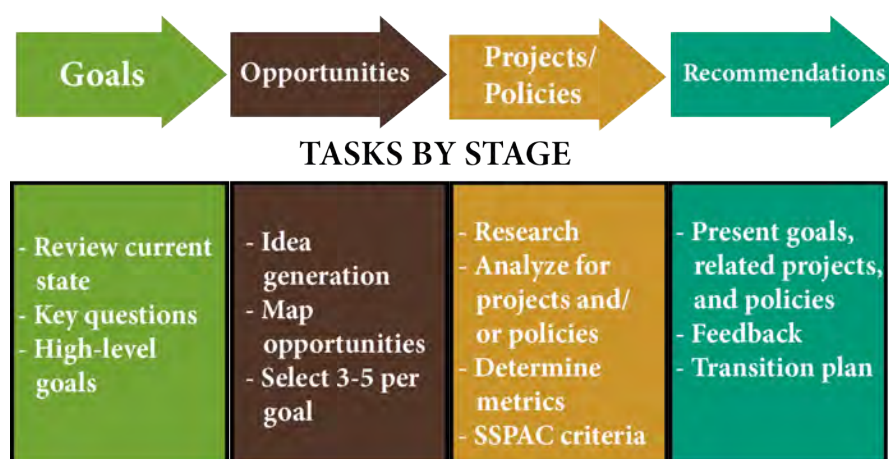 Goals
Opportunities
Projects/
Policies
Recommendations
TASKS BY STAGE
- Review current
state
- Key questions
- High-level
goals
- Idea
generation
- Map
opportunities
- Select 3-5 per
goal
- Research
- Analyze for
projects and/
or policies
- Determine
metrics
- SSPAC criteria
- Present goals,
related projects,
and policies
- Feedback
- Transition plan